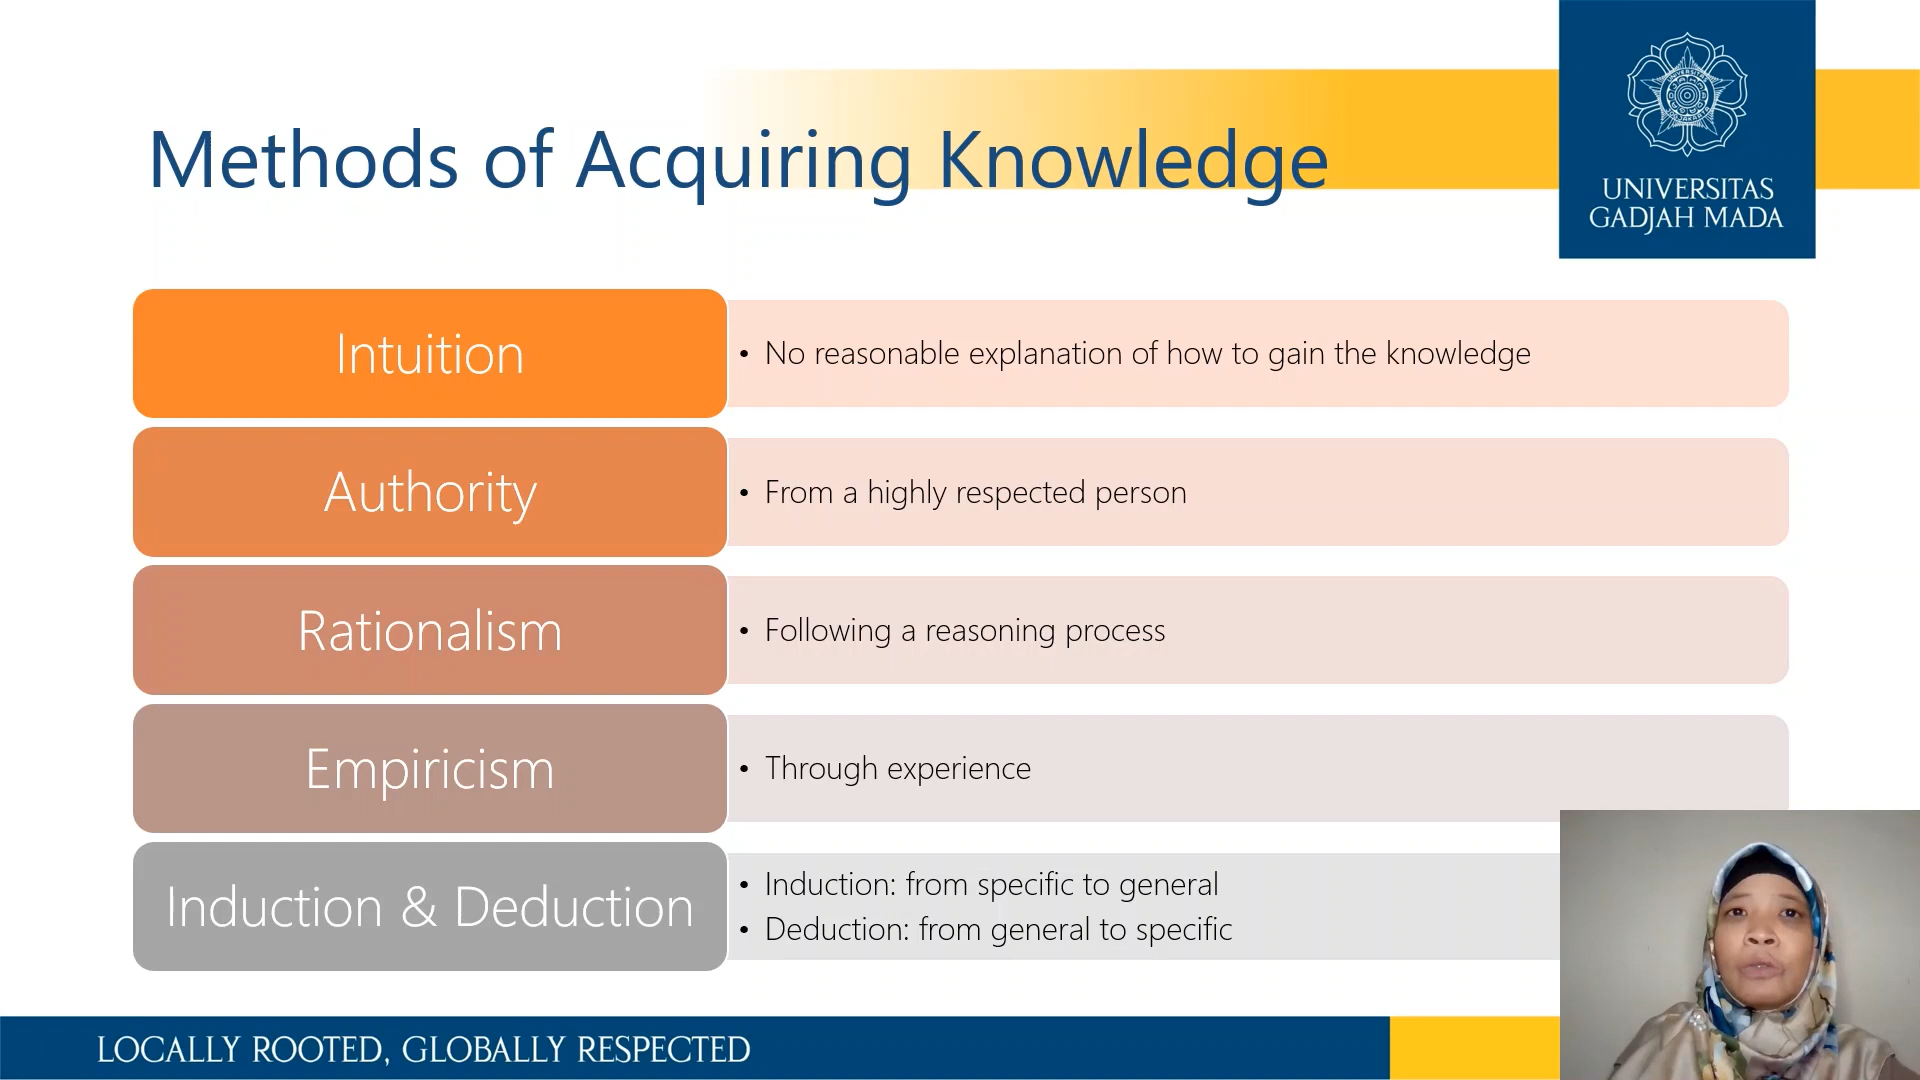 UNIVERSITAS
GADJAH MADA
Methods of Acquiring Knowledge
Intuition
• No reasonable explanation of how to gain the knowledge
Authority
• From a highly respected person
Rationalism
• Following a reasoning process
Empiricism
• Through experience
Induction & Deduction
• Induction: from specific to general
• Deduction: from general to specific
LOCALLY ROOTED, GLOBALLY RESPECTED